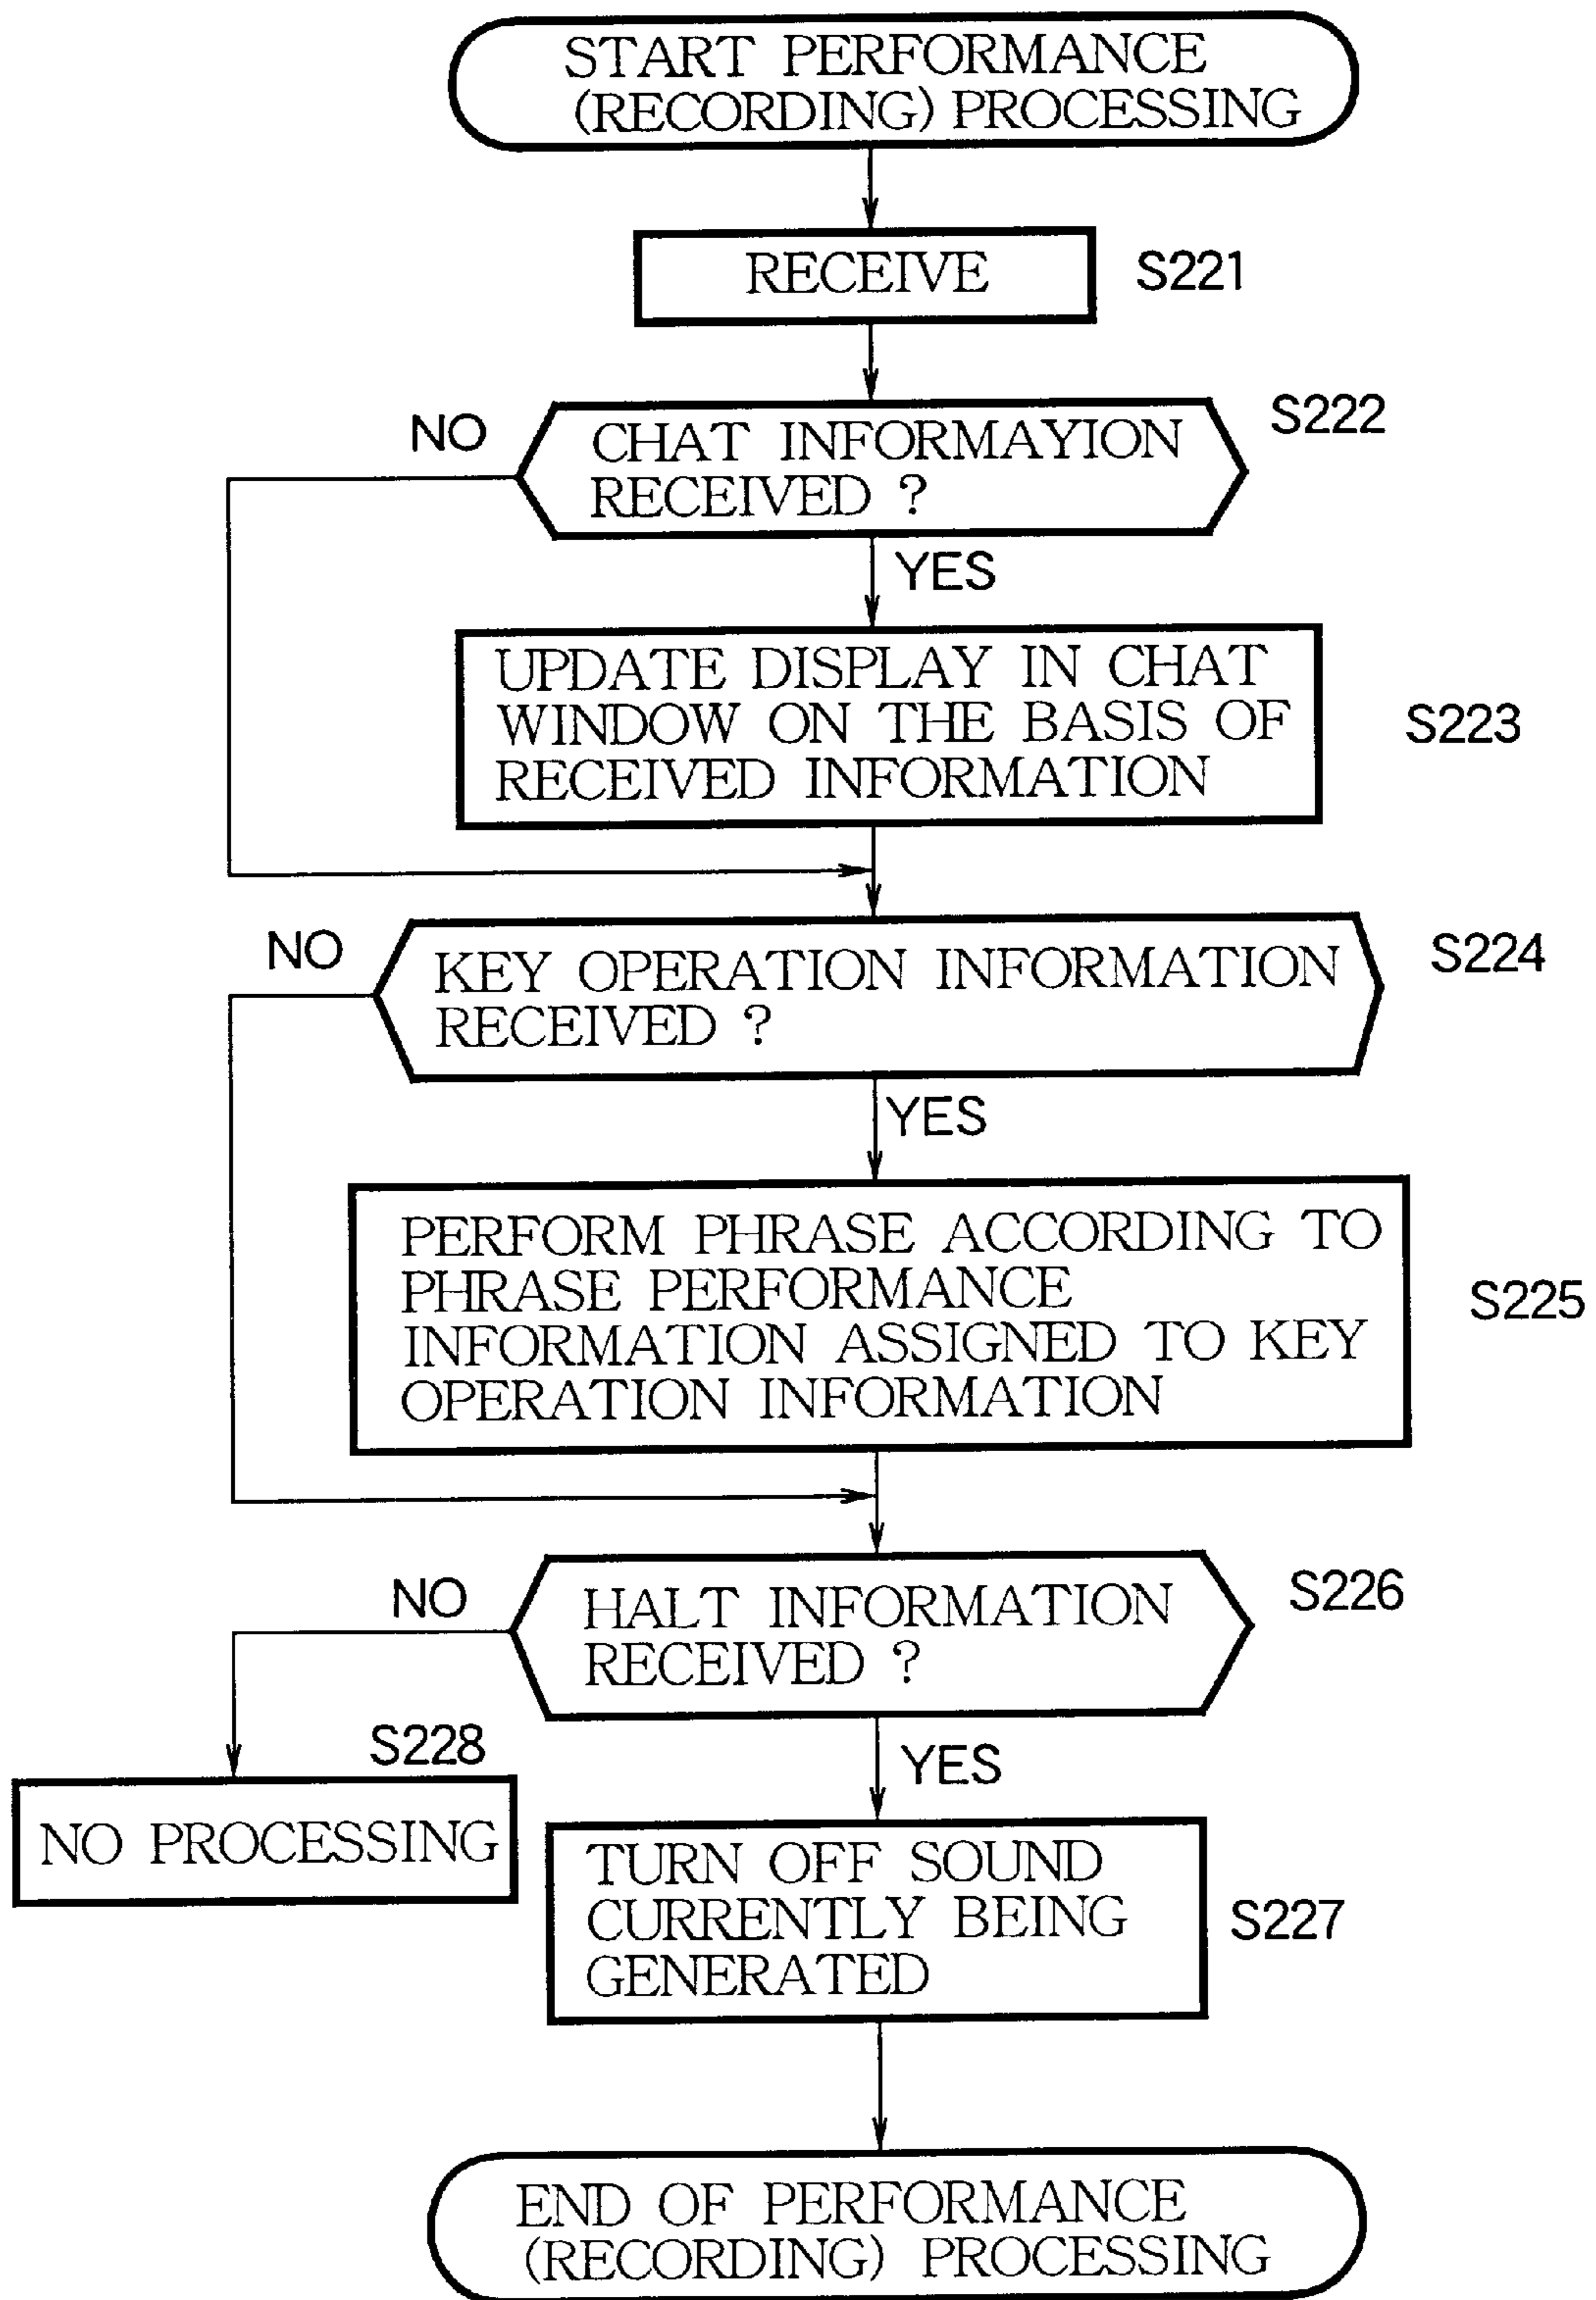 START PERFORMANCE
(RECORDING) PROCESSING
RECEIVE
S221
NO
CHAT INFORMAYION
RECEIVED ?
S222
YES
UPDATE DISPLAY IN CHAT
WINDOW ON THE BASIS OF
RECEIVED INFORMATION
S223
NO
KEY OPERATION INFORMATION
RECEIVED ?
S224
YES
PERFORM PHRASE ACCORDING TO
PHRASE PERFORMANCE
INFORMATION ASSIGNED TO KEY
OPERATION INFORMATION
S225
NO
HALT INFORMATION
RECEIVED ?
S226
S228
NO PROCESSING
YES
TURN OFF SOUND
CURRENTLY BEING
GENERATED
S227
END OF PERFORMANCE
(RECORDING) PROCESSING